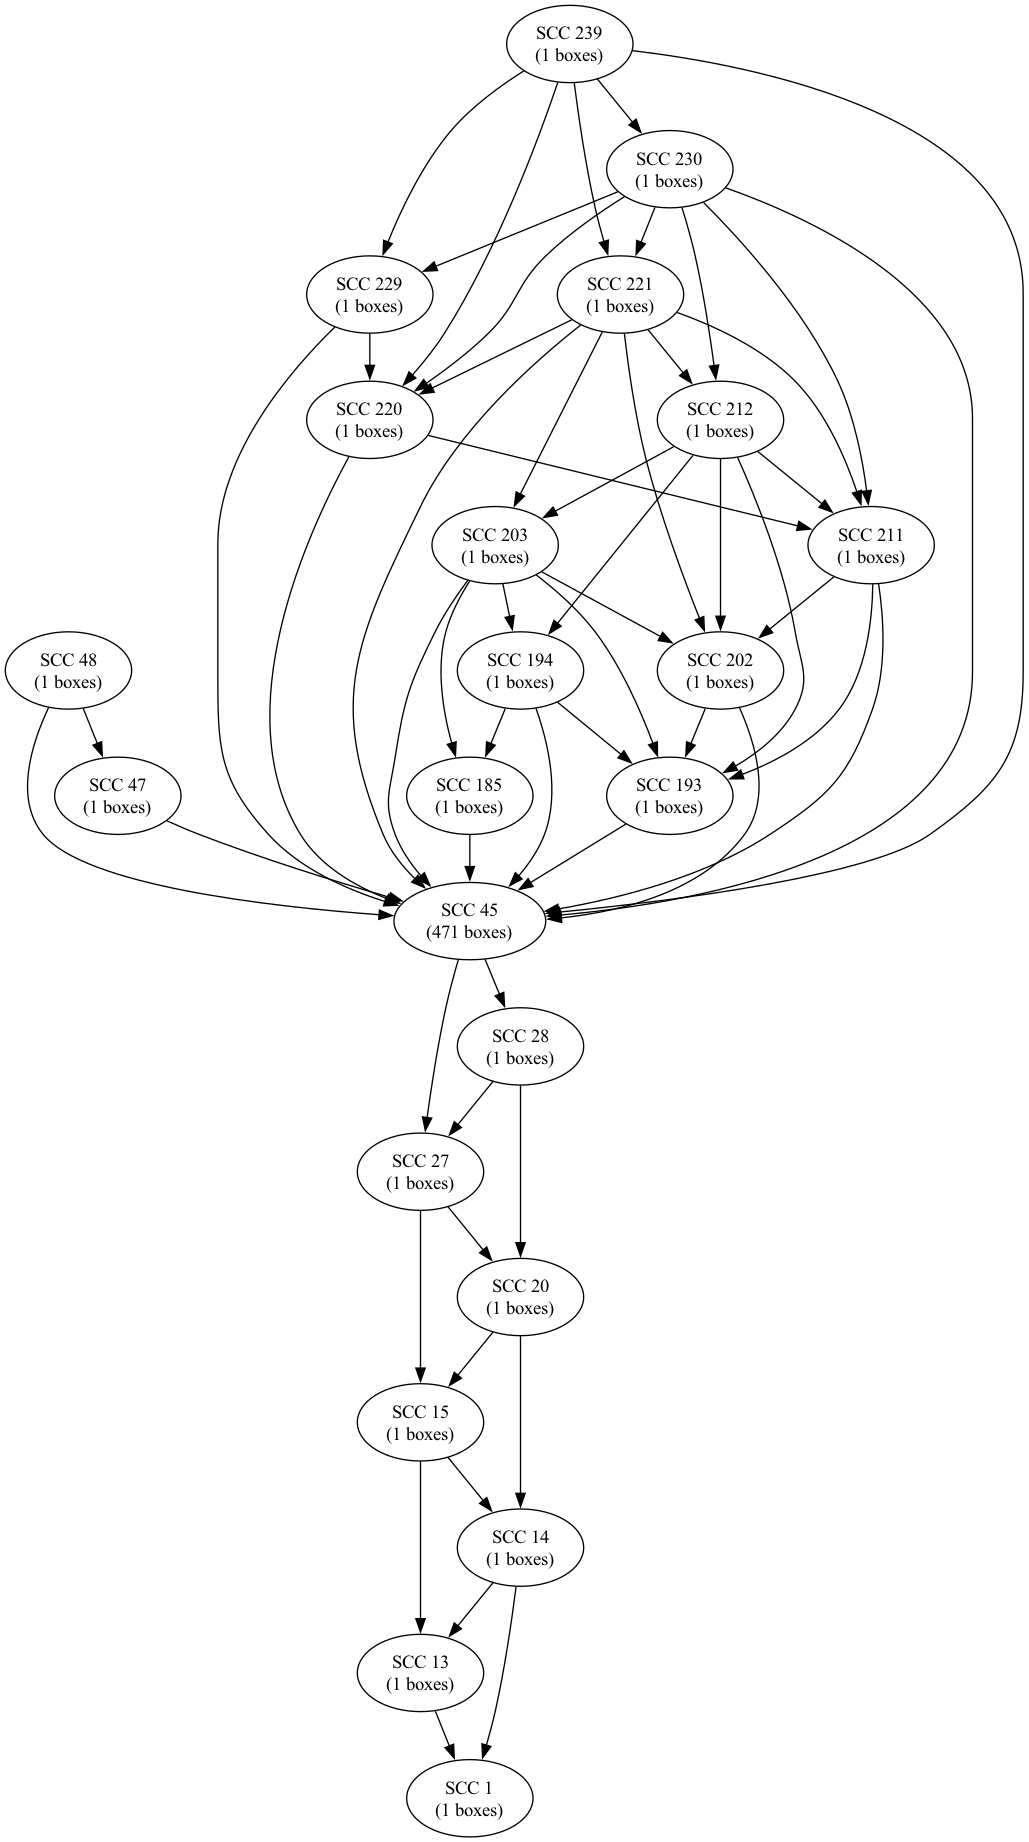 SCC 239
(1 boxes)
SCC 230
(1 boxes)
SCC 229
(1 boxes)
SCC 221
(1 boxes)
SCC 220
(1 boxes)
SCC 212
(1 boxes)
SCC 203
(1 boxes)
SCC 211
(1 boxes)
SCC 48
(1 boxes)
SCC 194
(1 boxes)
SCC 202
(1 boxes)
SCC 47
(1 boxes)
SCC 185
(1 boxes)
SCC 193
(1 boxes)
SCC 45
(471 boxes)
SCC 28
(1 boxes)
SCC 27
(1 boxes)
SCC 20
(1 boxes)
SCC 15
(1 boxes)
SCC 14
(1 boxes)
SCC 13
(1 boxes)
SCC 1
(1 boxes)